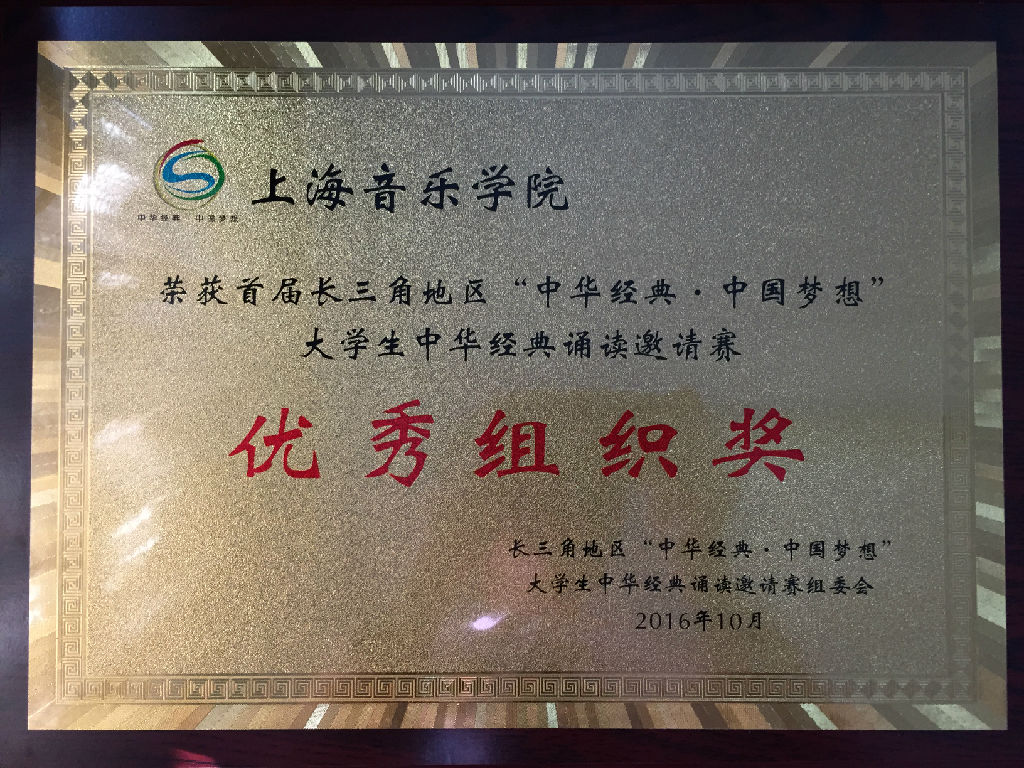 上海音乐学院
中华经典 中国梦想
荣获首届长三角地区“中华经典·中国梦想”
大学生中华经典诵读邀请赛
优秀组织奖
长三角地区“中华经典·中国梦想”
大学生中华经典诵读邀请赛组委会
2016年10月